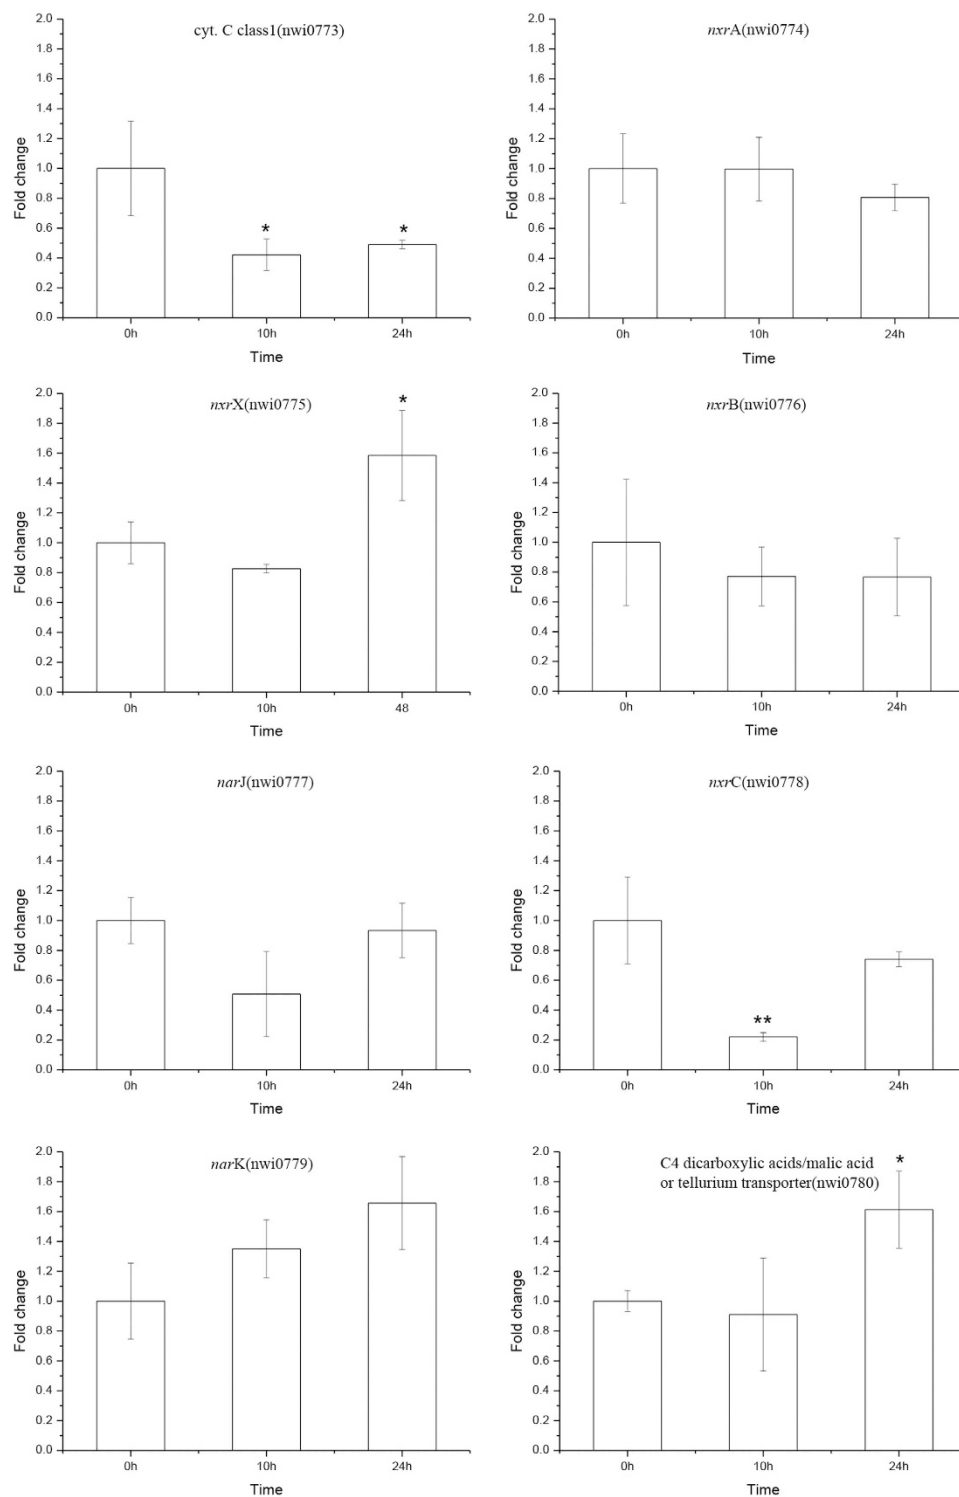 cyt. C class1(nwi0773)
2.0
1.8
1.6
1.4
1.2
1.0
0.8
0.6
0.4
0.2
0.0
Fold change
*
*
0h
10h
24h
Time
nxrA(nwi0774)
2.0
1.8
1.6
1.4
1.2
1.0
0.8
0.6
0.4
0.2
0.0
Fold change
0h
10h
24h
Time
nxrX(nwi0775)
2.0
1.8
1.6
1.4
1.2
1.0
0.8
0.6
0.4
0.2
0.0
Fold change
*
0h
10h
48
Time
nxrB(nwi0776)
2.0
1.8
1.6
1.4
1.2
1.0
0.8
0.6
0.4
0.2
0.0
Fold change
0h
10h
24h
Time
narJ(nwi0777)
2.0
1.8
1.6
1.4
1.2
1.0
0.8
0.6
0.4
0.2
0.0
Fold change
0h
10h
24h
Time
nxrC(nwi0778)
2.0
1.8
1.6
1.4
1.2
1.0
0.8
0.6
0.4
0.2
0.0
Fold change
**
0h
10h
24h
Time
narK(nwi0779)
2.0
1.8
1.6
1.4
1.2
1.0
0.8
0.6
0.4
0.2
0.0
Fold change
0h
10h
24h
Time
C4 dicarboxylic acids/malic acid
or tellurium transporter(nwi0780)
2.0
1.8
1.6
1.4
1.2
1.0
0.8
0.6
0.4
0.2
0.0
Fold change
*
0h
10h
24h
Time